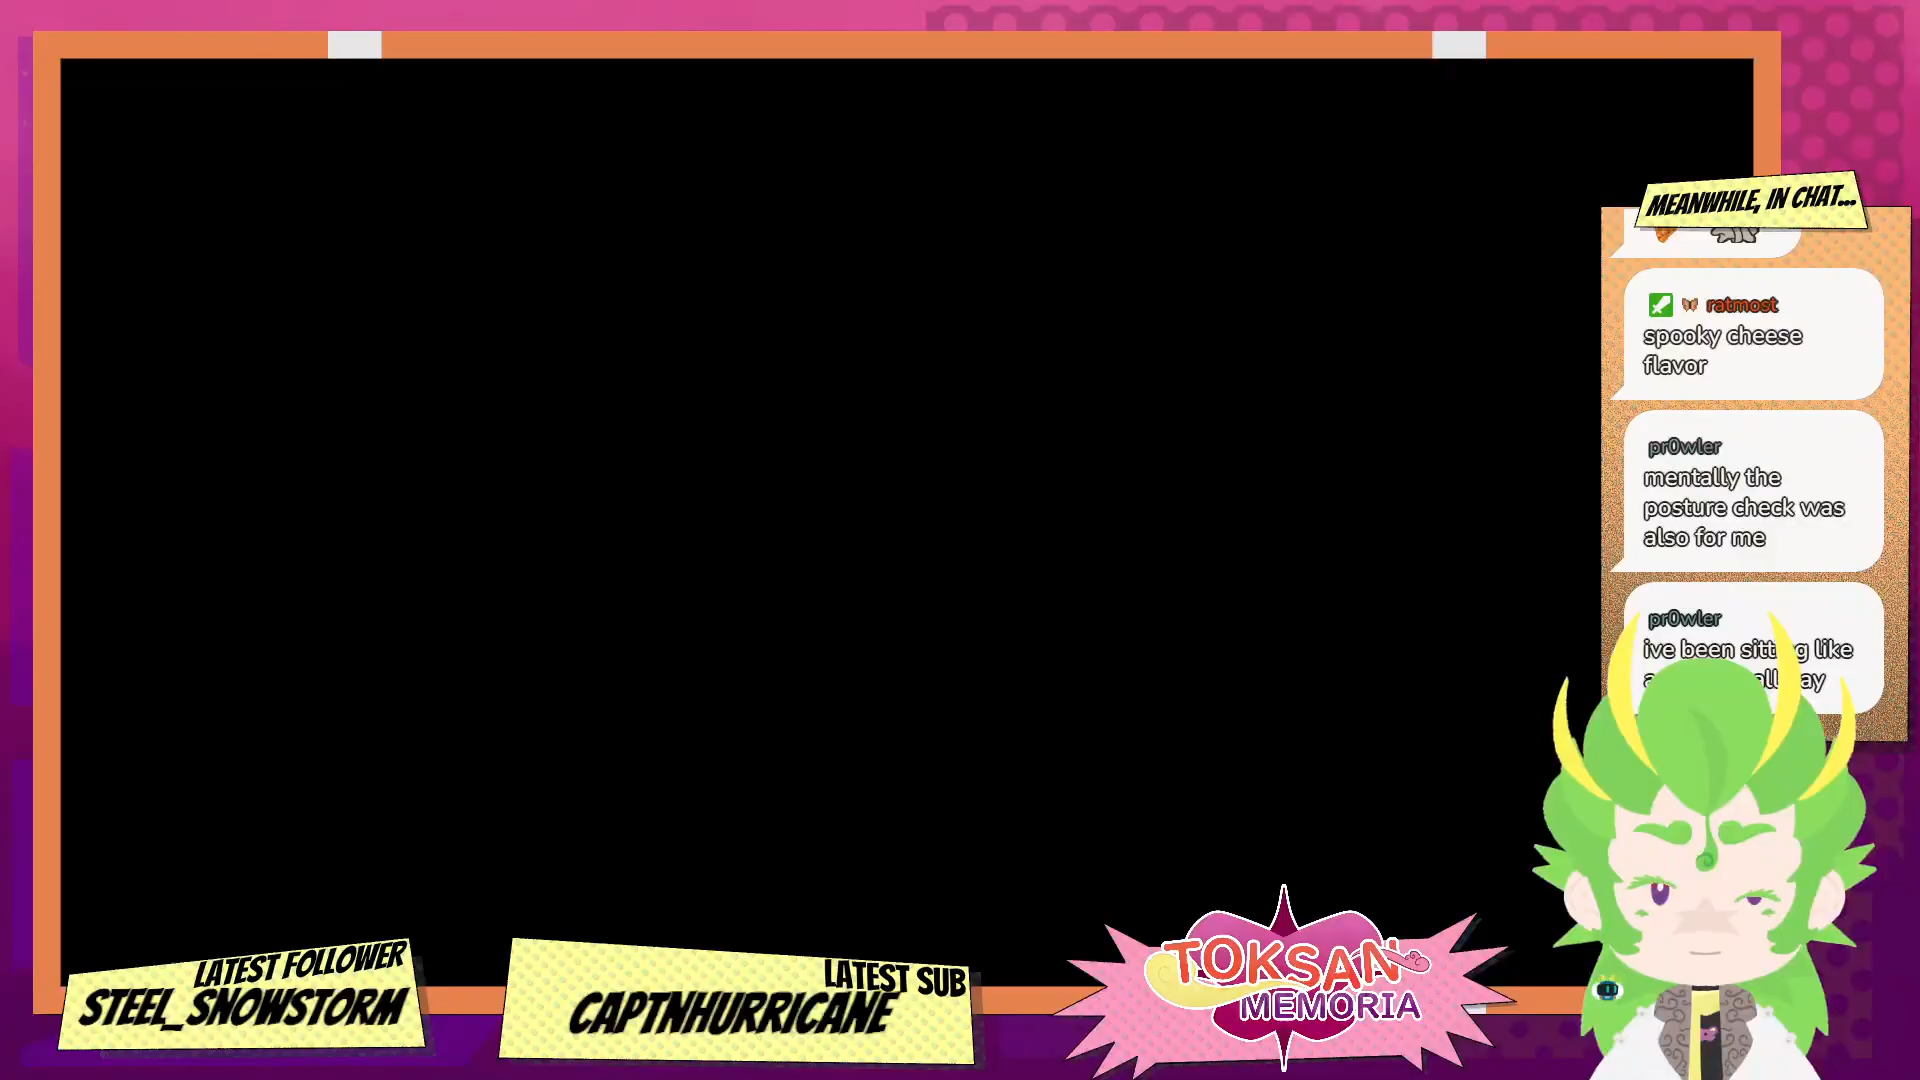 MEANWHILE, IN CHAT...
ratmost
spooky cheese
flavor
pr0wler
mentally the
posture check was
also for me
pr0wler
ive been sitting like
LATEST FOLLOWER
STEEL_SNOWSTORM
LATEST SUB
CAPTNHURRICANE
TOKSAN
MEMORIA